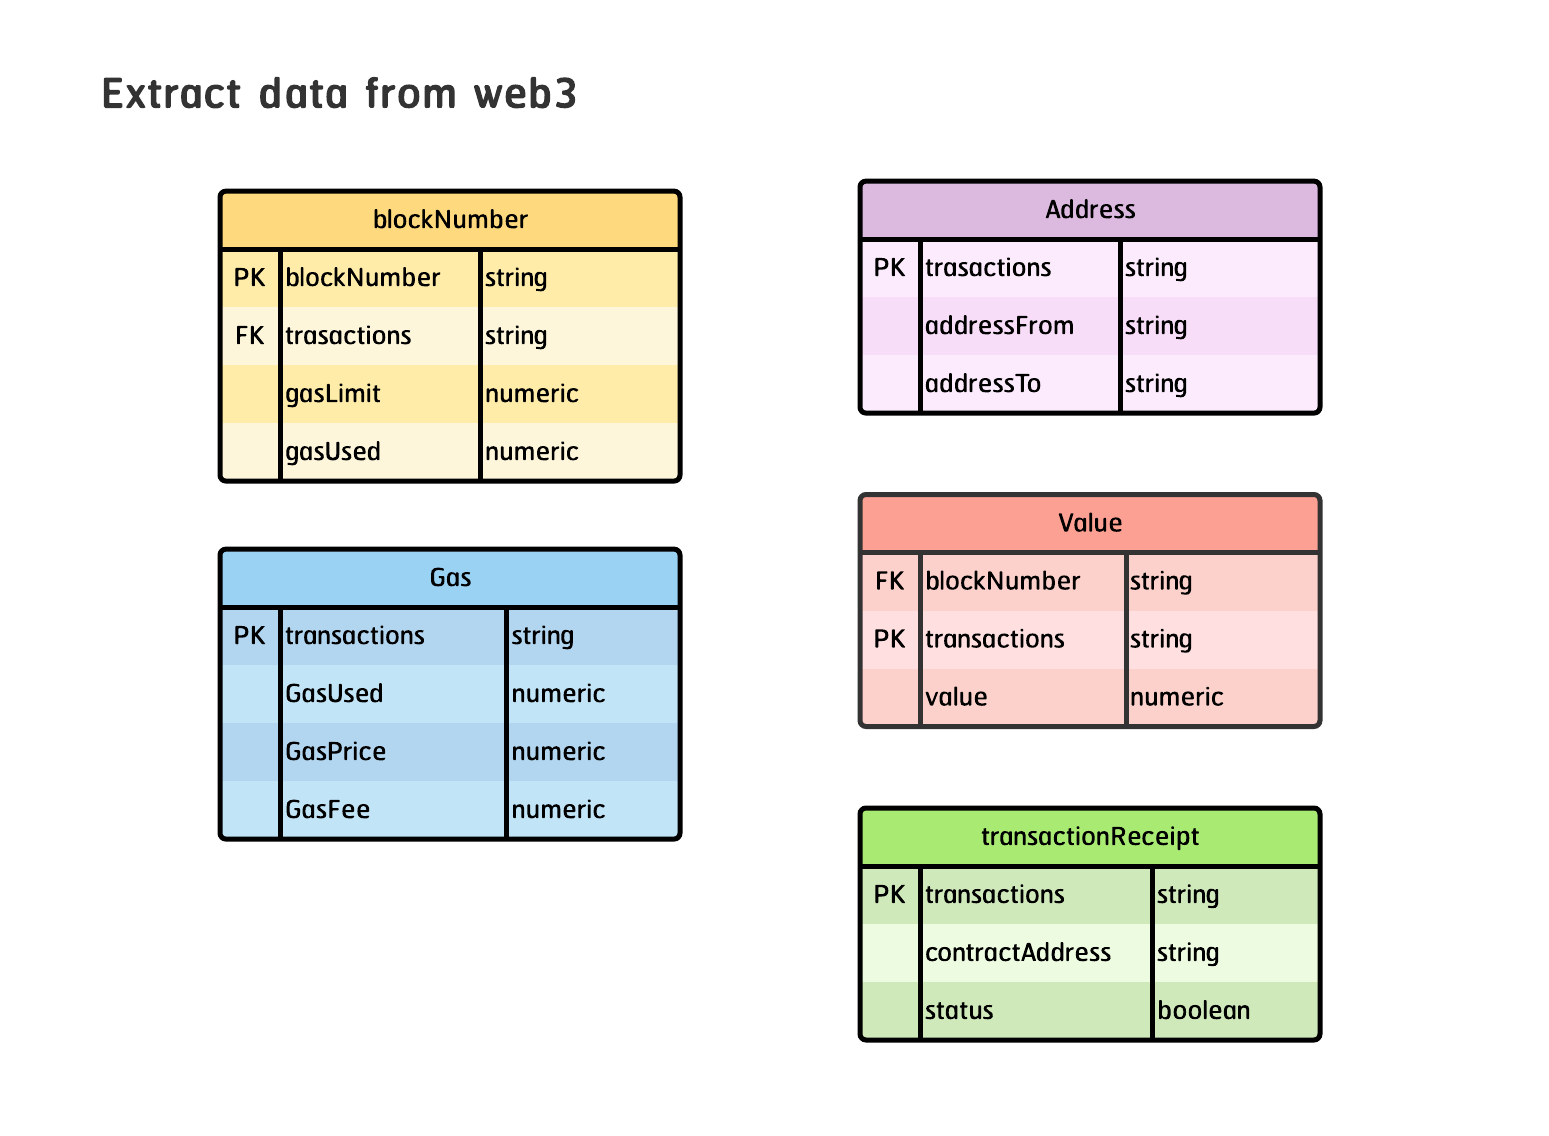 Extract data from web3
blockNumber
PK blockNumber string
FK trasactions string
gasLimit numeric
gasUsed numeric
Gas
PK transactions string
GasUsed numeric
GasPrice numeric
GasFee numeric
Address
PK trasactions string
addressFrom string
addressTo string
Value
FK blockNumber string
PK transactions string
value numeric
transactionReceipt
PK transactions string
contractAddress string
status boolean